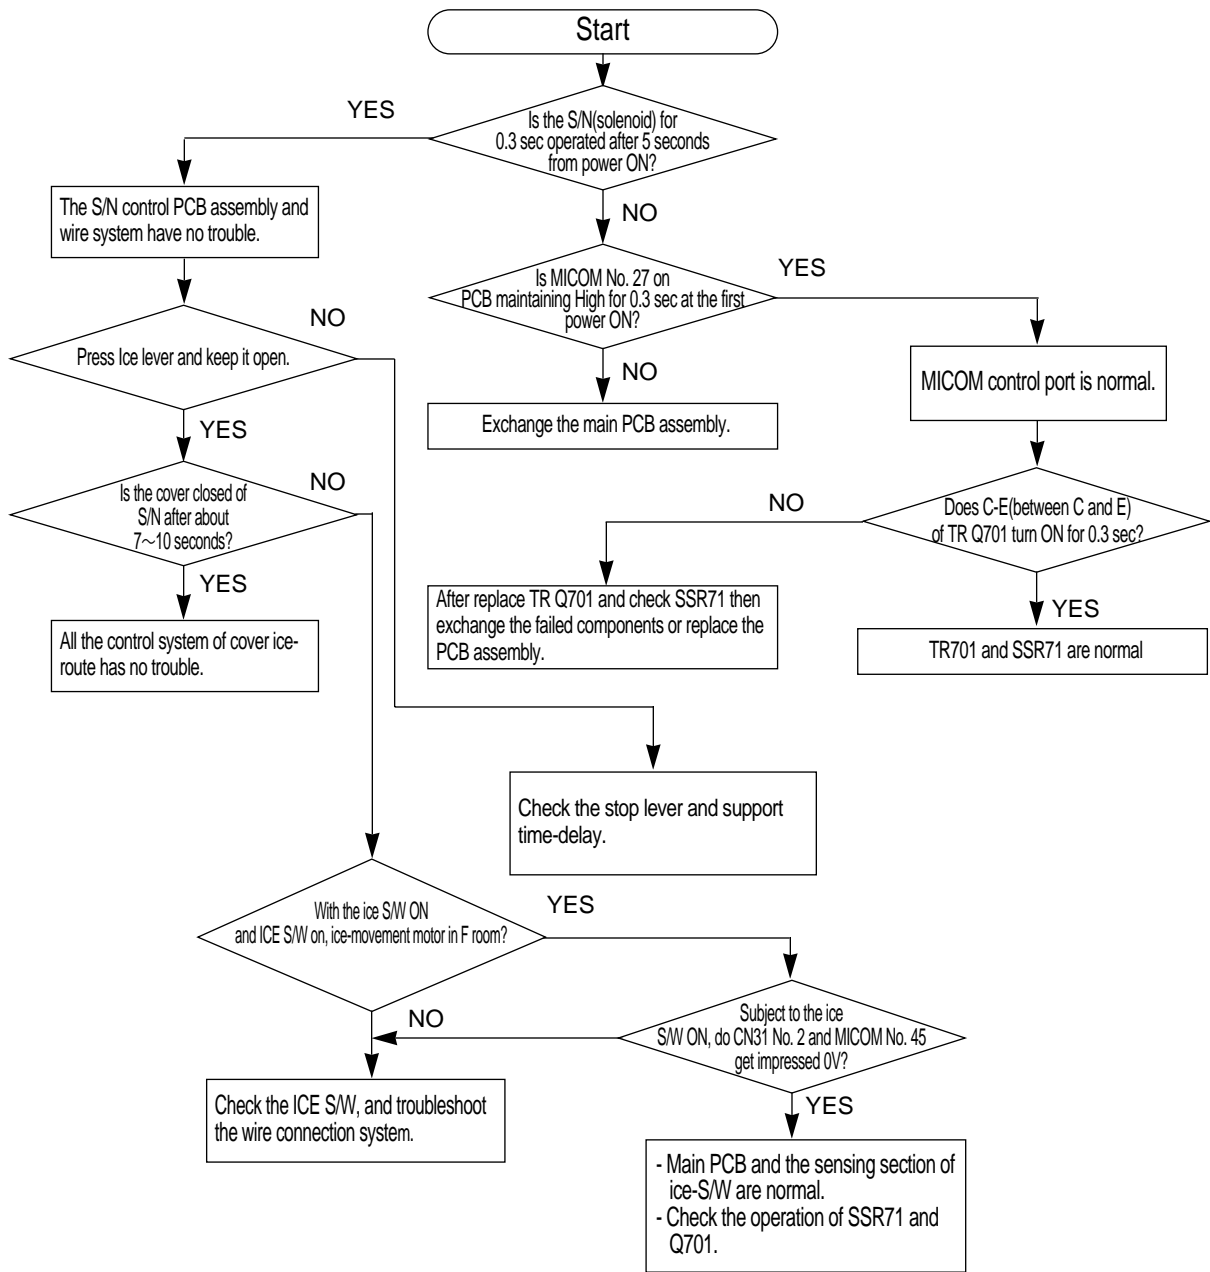 Start
YES
Is the S/N(solenoid) for
0.3 sec operated after 5 seconds
from power ON?
The S/N control PCB assembly and
wire system have no trouble.
NO
Is MICOM No. 27 on
PCB maintaining High for 0.3 sec at the first
power ON?
YES
NO
Press Ice lever and keep it open.
NO
MICOM control port is normal.
Exchange the main PCB assembly.
YES
Is the cover closed of
S/N after about
7～10 seconds?
NO
NO
Does C-E(between C and E)
of TR Q701 turn ON for 0.3 sec?
YES
After replace TR Q701 and check SSR71 then
exchange the failed components or replace the
PCB assembly.
YES
All the control system of cover ice-
route has no trouble.
TR701 and SSR71 are normal
Check the stop lever and support
time-delay.
With the ice S/W ON
and ICE S/W on, ice-movement motor in F room?
YES
Subject to the ice
S/W ON, do CN31 No. 2 and MICOM No. 45
get impressed 0V?
NO
Check the ICE S/W, and troubleshoot
the wire connection system.
YES
- Main PCB and the sensing section of
ice-S/W are normal.
- Check the operation of SSR71 and
Q701.